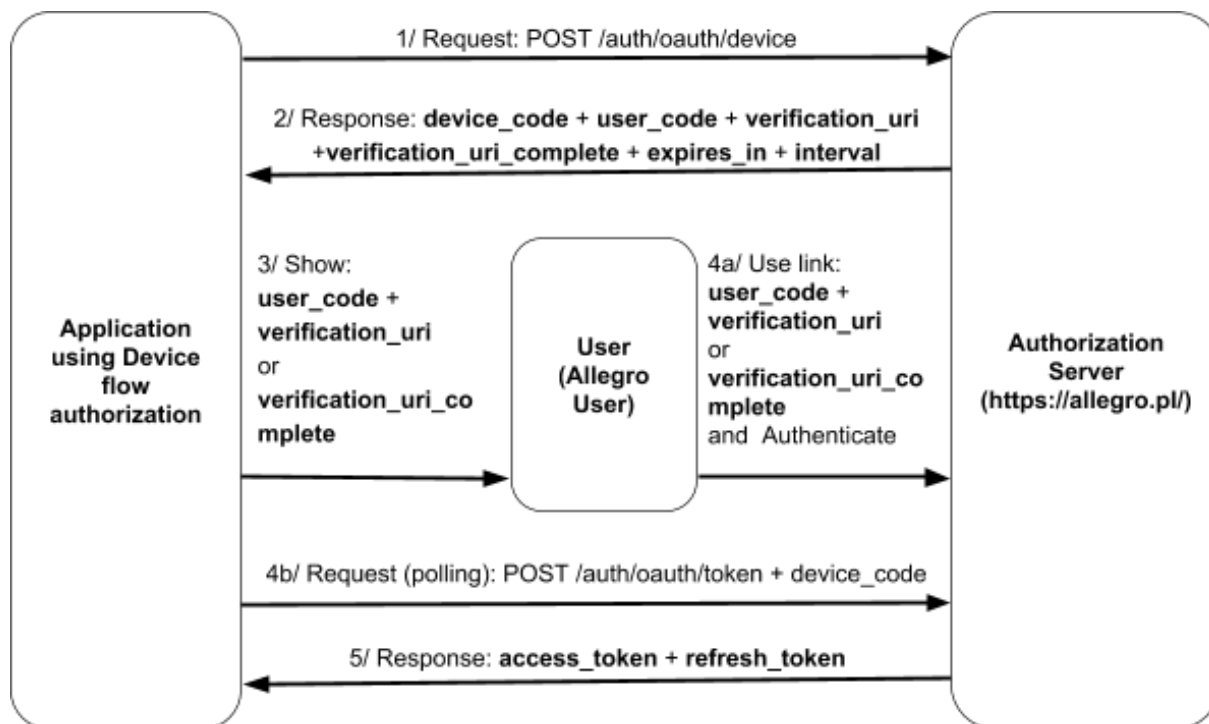 1/ Request: POST /auth/oauth/device
2/ Response: device_code + user_code + verification_uri
+verification_uri_complete + expires_in + interval
3/ Show:
user_code +
verification_uri
or
verification_uri_co
mplete
4a/ Use link:
user_code +
verification_uri
or
verification_uri_co
mplete
and Authenticate
Application
using Device
flow
authorization
User
(Allegro
User)
Authorization
Server
(https://allegro.pl/)
4b/ Request (polling): POST /auth/oauth/token + device_code
5/ Response: access_token + refresh_token